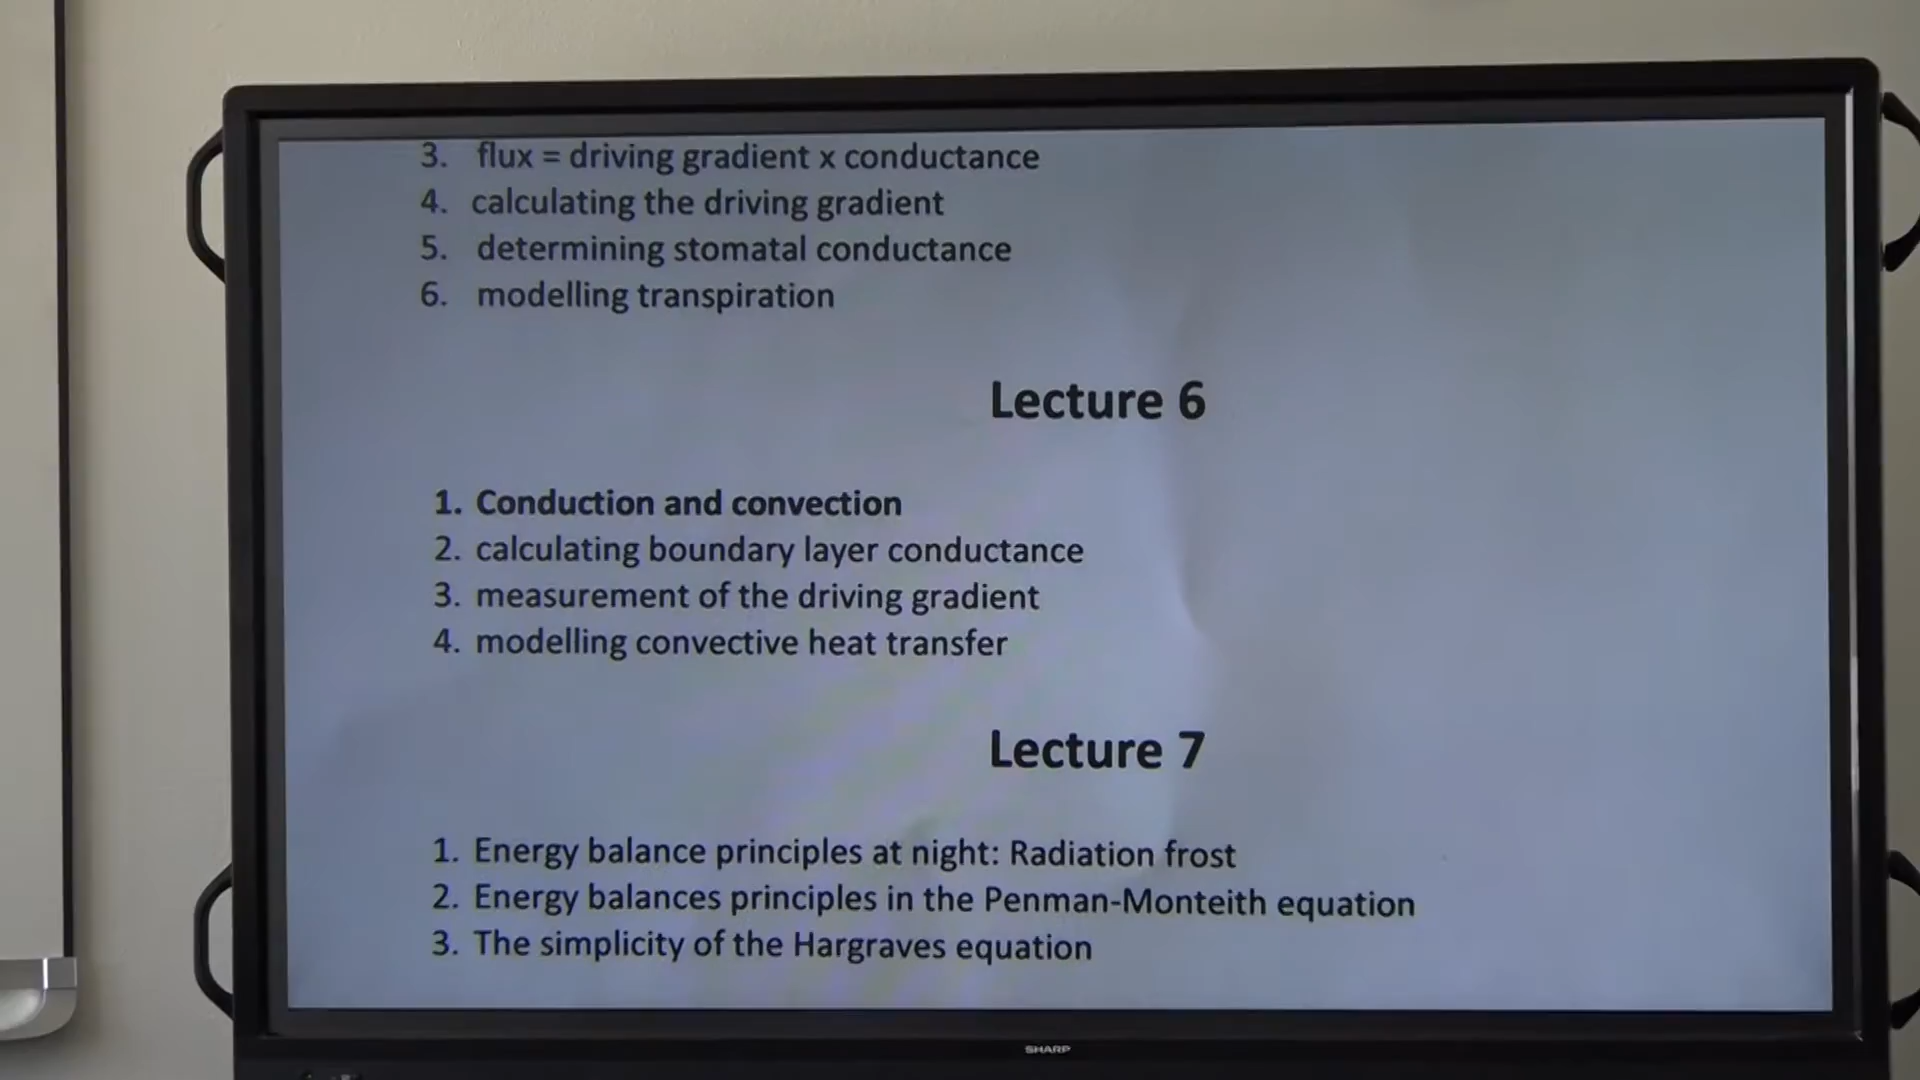 3. flux = driving gradient x conductance
4. calculating the driving gradient
5. determining stomatal conductance
6. modelling transpiration
Lecture 6
1. Conduction and convection
2. calculating boundary layer conductance
3. measurement of the driving gradient
4. modelling convective heat transfer
Lecture 7
1. Energy balance principles at night: Radiation frost
2. Energy balances principles in the Penman-Monteith equation
3. The simplicity of the Hargraves equation
SHARP